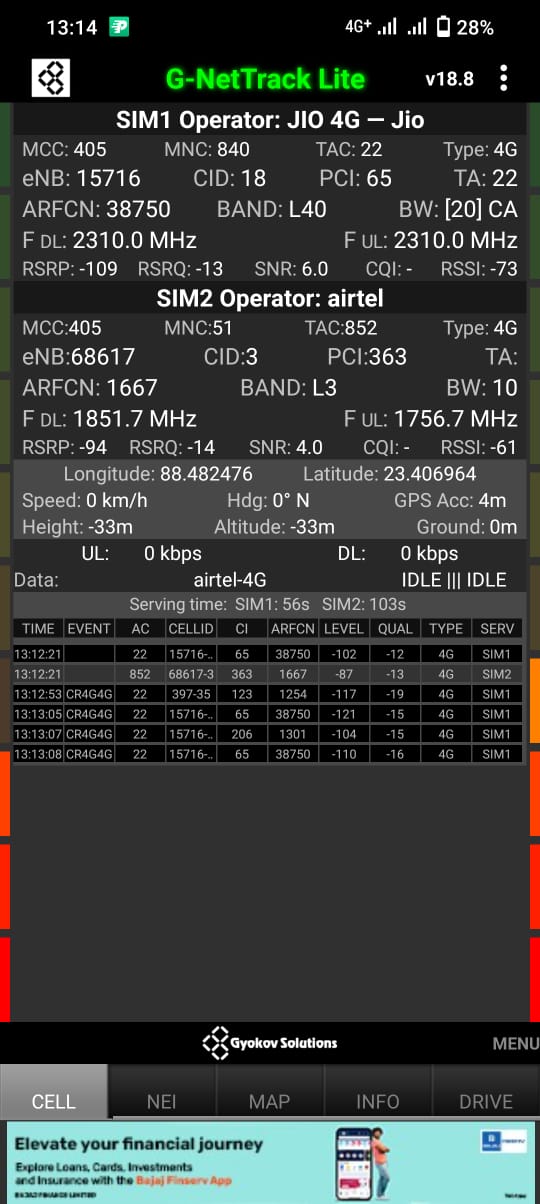 13:14 4G+ 28%
G-NetTrack Lite v18.8
SIM1 Operator: JIO 4G — Jio
MCC: 405 MNC: 840 TAC: 22 Type: 4G
eNB: 15716 CID: 18 PCI: 65 TA: 22
ARFCN: 38750 BAND: L40 BW: [20] CA
F DL: 2310.0 MHz F UL: 2310.0 MHz
RSRP: -109 RSRQ: -13 SNR: 6.0 CQI: - RSSI: -73
SIM2 Operator: airtel
MCC:405 MNC:51 TAC:852 Type: 4G
eNB:68617 CID:3 PCI:363 TA:
ARFCN: 1667 BAND: L3 BW: 10
F DL: 1851.7 MHz F UL: 1756.7 MHz
RSRP: -94 RSRQ: -14 SNR: 4.0 CQI: - RSSI: -61
Longitude: 88.482476 Latitude: 23.406964
Speed: 0 km/h Hdg: 0° N GPS Acc: 4m
Height: -33m Altitude: -33m Ground: 0m
UL: 0 kbps DL: 0 kbps
Data: airtel-4G IDLE ||| IDLE
Serving time: SIM1: 56s SIM2: 103s
TIME EVENT AC CELLID CI ARFCN LEVEL QUAL TYPE SERV
13:12:21 22 15716-.. 65 38750 -102 -12 4G SIM1
13:12:21 852 68617-3 363 1667 -87 -13 4G SIM2
13:12:53 CR4G4G 22 397-35 123 1254 -117 -19 4G SIM1
13:13:05 CR4G4G 22 15716-.. 65 38750 -121 -15 4G SIM1
13:13:07 CR4G4G 22 15716-.. 206 1301 -104 -15 4G SIM1
13:13:08 CR4G4G 22 15716-.. 65 38750 -110 -16 4G SIM1
Gyokov Solutions MENU
CELL NEI MAP INFO DRIVE
Elevate your financial journey
Explore Loans, Cards, Investments
and Insurance with the Bajaj Finserv App
BAJAJ FINANCE LIMITED